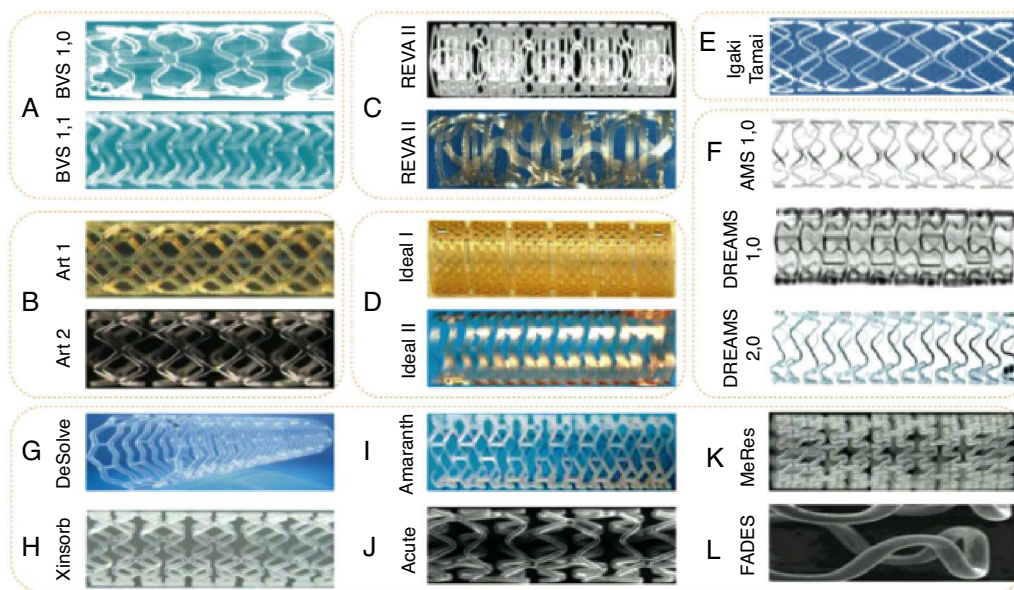 A
BVS 1,0
BVS 1,1
B
Art 1
Art 2
C
REVA II
REVA II
D
Ideal I
Ideal II
E
Igaki
Tamai
F
AMS 1,0
DREAMS
1,0
DREAMS
2,0
G
DeSolve
H
Xinsorb
I
Amaranth
J
Acute
K
MeRes
L
FADES